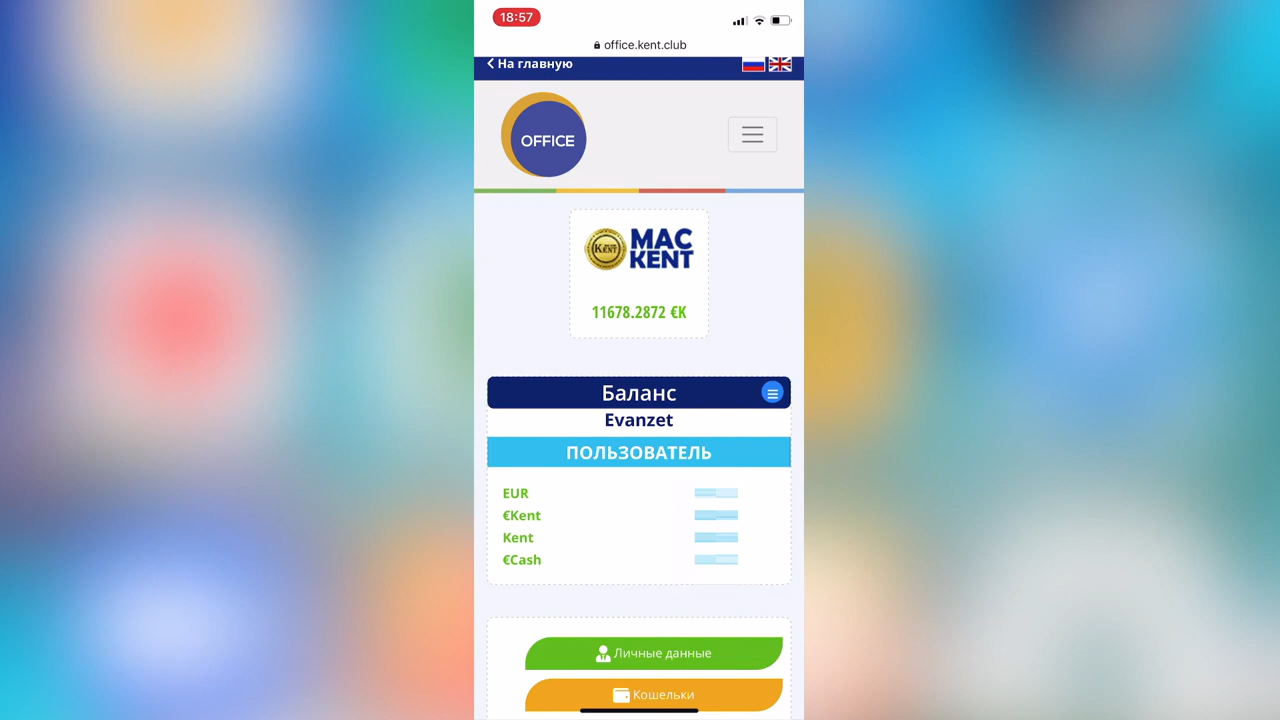 18:57
office.kent.club
На главную
OFFICE
KENT
MAC
KENT
11678.2872 €K
Баланс
Evanzet
ПОЛЬЗОВАТЕЛЬ
EUR
€Kent
Kent
€Cash
Личные данные
Кошельки